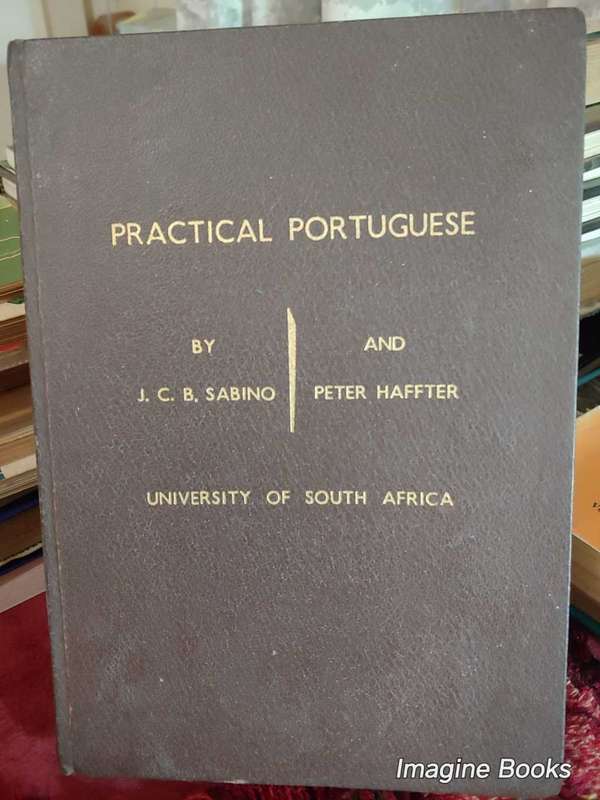 PRACTICAL PORTUGUESE
BY AND
J. C. B. SABINO PETER HAFFTER
UNIVERSITY OF SOUTH AFRICA
Imagine Books